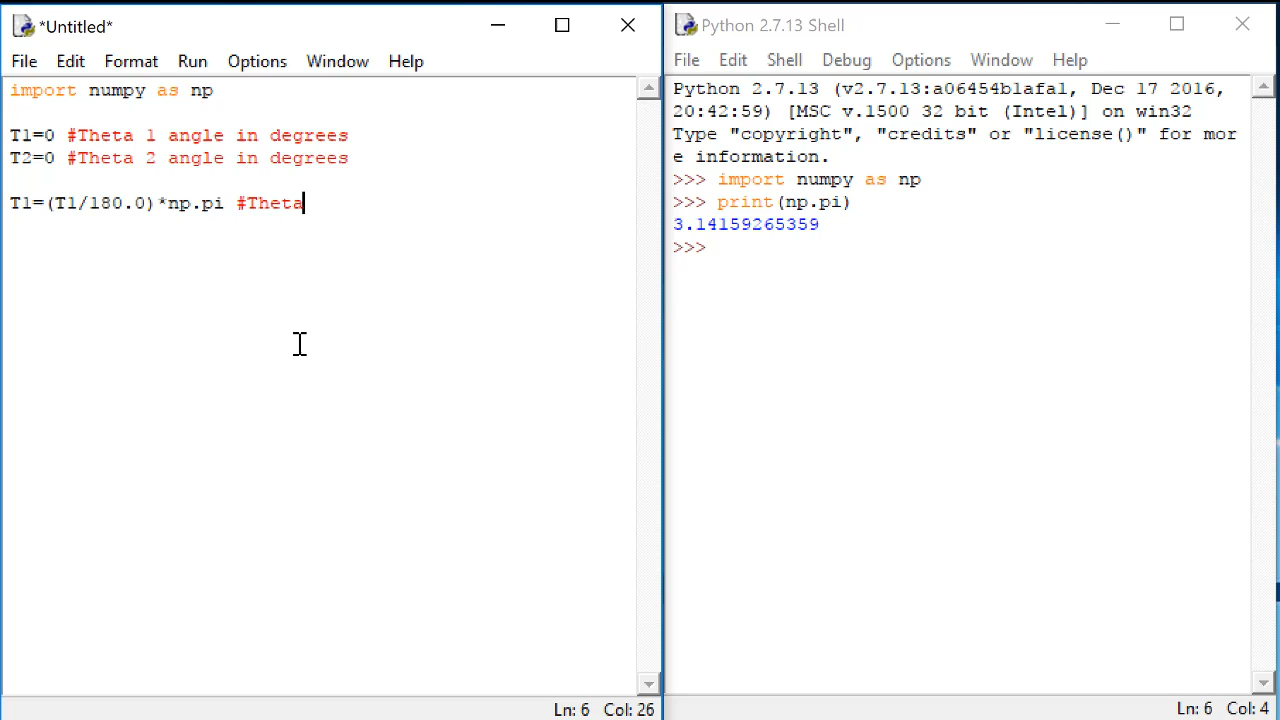 *Untitled*
File Edit Format Run Options Window Help
import numpy as np
T1=0 #Theta 1 angle in degrees
T2=0 #Theta 2 angle in degrees
T1=(T1/180.0)*np.pi #Theta
Ln: 6 Col: 26
Python 2.7.13 Shell
File Edit Shell Debug Options Window Help
Python 2.7.13 (v2.7.13:a06454b1afa1, Dec 17 2016,
20:42:59) [MSC v.1500 32 bit (Intel)] on win32
Type "copyright", "credits" or "license()" for mor
e information.
>>> import numpy as np
>>> print(np.pi)
3.14159265359
>>>
Ln: 6 Col: 4